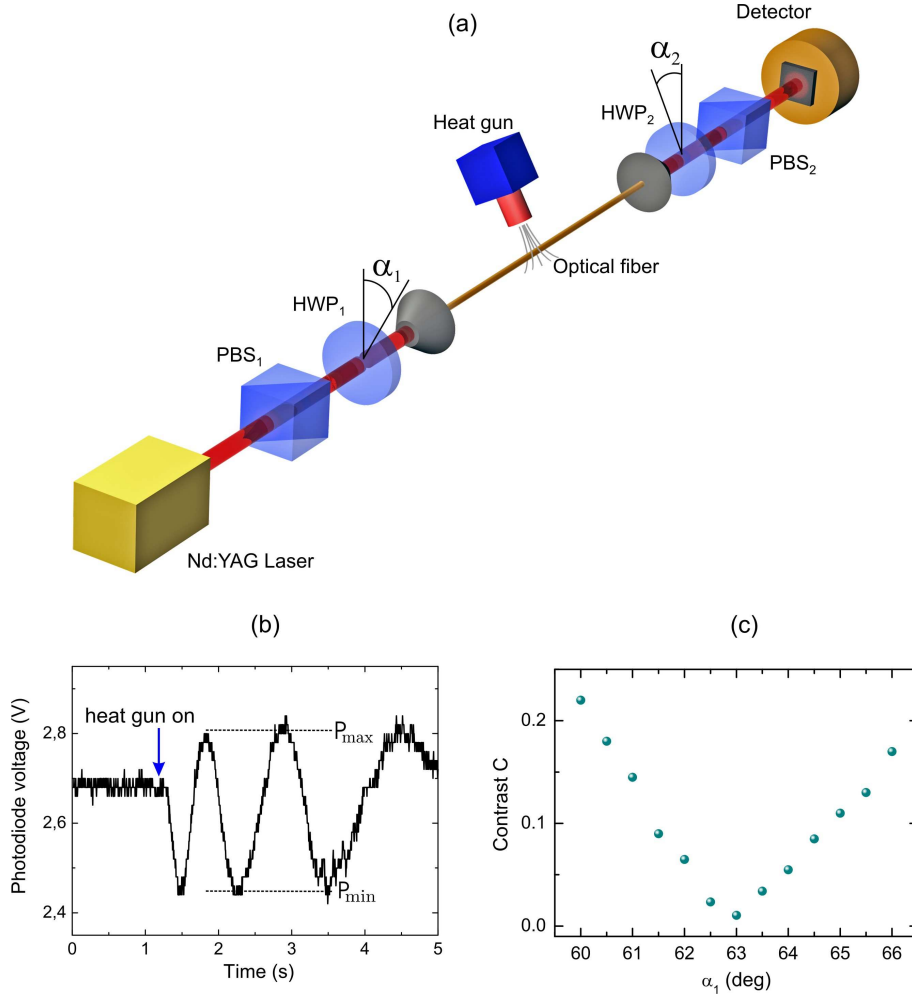 (a)
Detector
α₂
HWP₂
Heat gun
PBS₂
Optical fiber
α₁
HWP₁
PBS₁
Nd:YAG Laser
(b)
Photodiode voltage (V)
2,8
2,6
2,4
heat gun on
Pmax
Pmin
0 1 2 3 4 5
Time (s)
(c)
Contrast C
0.2
0.1
0.0
60 61 62 63 64 65 66
α₁ (deg)